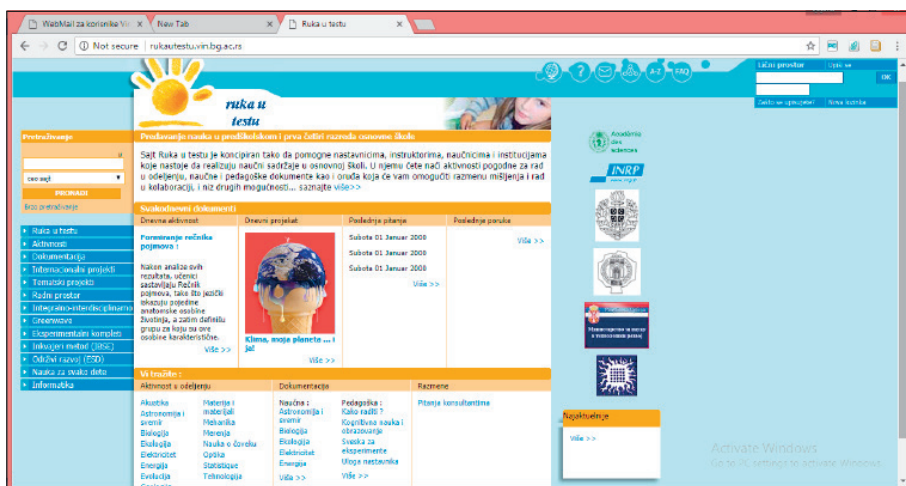 WebMail za korisnike Vi
New Tab
Ruka u testu
Not secure | rukautestu.vin.bg.ac.rs
A-Z
FAQ
Lični prostor
Upis se
OK
Zašto se upisujete?
Nova lozinka
ruka u
testu
Pretraživanje
ceo sajt
PRONAĐI
Brzo pretraživanje
Ruka u testu
Aktivnosti
Dokumentacija
Internacionalni projekti
Tematski projekti
Radni prostor
Integralno-interdisciplinarno
Greenwave
Eksperimentalni kompleti
Inkvajeri metod (IBSE)
Održivi razvoj (ESD)
Nauka za svako dete
Informatika
Predavanje nauka u predškolskom i prva četiri razreda osnovne škole
Sajt Ruka u testu je koncipiran tako da pomogne nastavnicima, instruktorima, naučnicima i institucijama
koje nastoje da realizuju naučni sadržaje u osnovnoj školi. U njemu ćete naći aktivnosti pogodne za rad
u odeljenju, naučne i pedagoške dokumente kao i oruđa koja će vam omogućiti razmenu mišljenja i rad
u kolaboraciji, i niz drugih mogućnosti... saznajte više>>
Svakodnevni dokumenti
Dnevna aktivnost
Dnevni projekat
Poslednja pitanja
Poslednje poruke
Formiranje rečnika
pojmova :
Nakon analize svih
rezultata, učenici
sastavljaju Rečnik
pojmova, tako što jezički
iskazuju pojedine
anatomske osobine
životinja, a zatim definišu
grupu za koju su ove
osobine karakteristične.
Više >>
Klima, moja planeta ... i
ja!
Više >>
Subota 01 Januar 2000
Subota 01 Januar 2000
Subota 01 Januar 2000
Više >>
Više >>
Vi tražite :
Aktivnost u odeljenju
Dokumentacija
Razmene
Akustika
Astronomija i
svemir
Biologija
Ekologija
Elektricitet
Energija
Evolucija
Materija i
materijali
Mehanika
Merenja
Nauka o čoveku
Optika
Statistique
Tehnologija
Naučna :
Astronomija i
svemir
Biologija
Ekologija
Elektricitet
Energija
Više >>
Pedagoška :
Kako radiš ?
Kognitivna nauka i
obrazovanje
Sveska za
eksperimente
Uloga nastavnika
Više >>
Pitanja konsultantima
Académie
des
sciences
INRP
Najaktuelnije
Više >>
Activate Windows
Go to PC settings to activate Windows.